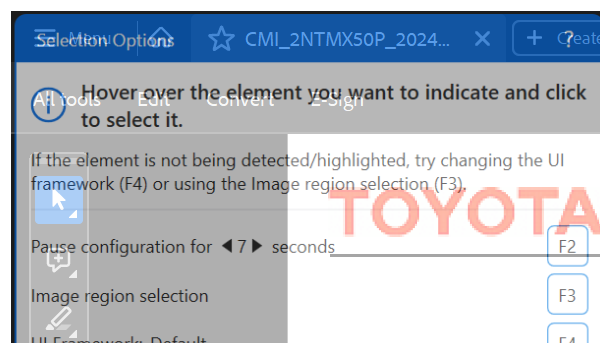 Menu
Selection Options
CMI_2NTMX50P_2024...
Create
?
All tools
Edit
Convert
E-Sign
Hover over the element you want to indicate and click
to select it.
If the element is not being detected/highlighted, try changing the UI
framework (F4) or using the Image region selection (F3).
TOYOTA
Pause configuration for 7 seconds
F2
Image region selection
F3
UI Framework: Default
F4